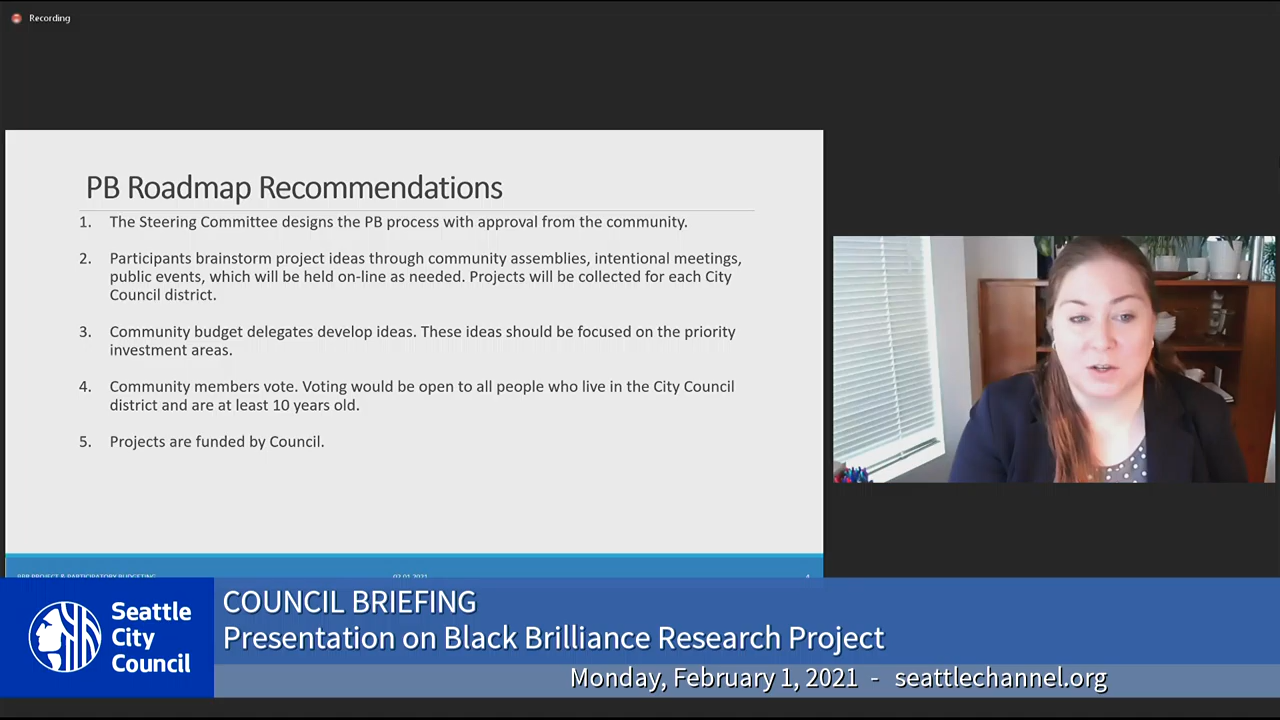 Recording
PB Roadmap Recommendations
1. The Steering Committee designs the PB process with approval from the community.
2. Participants brainstorm project ideas through community assemblies, intentional meetings,
public events, which will be held on-line as needed. Projects will be collected for each City
Council district.
3. Community budget delegates develop ideas. These ideas should be focused on the priority
investment areas.
4. Community members vote. Voting would be open to all people who live in the City Council
district and are at least 10 years old.
5. Projects are funded by Council.
Seattle
City
Council
COUNCIL BRIEFING
Presentation on Black Brilliance Research Project
Monday, February 1, 2021 - seattlechannel.org